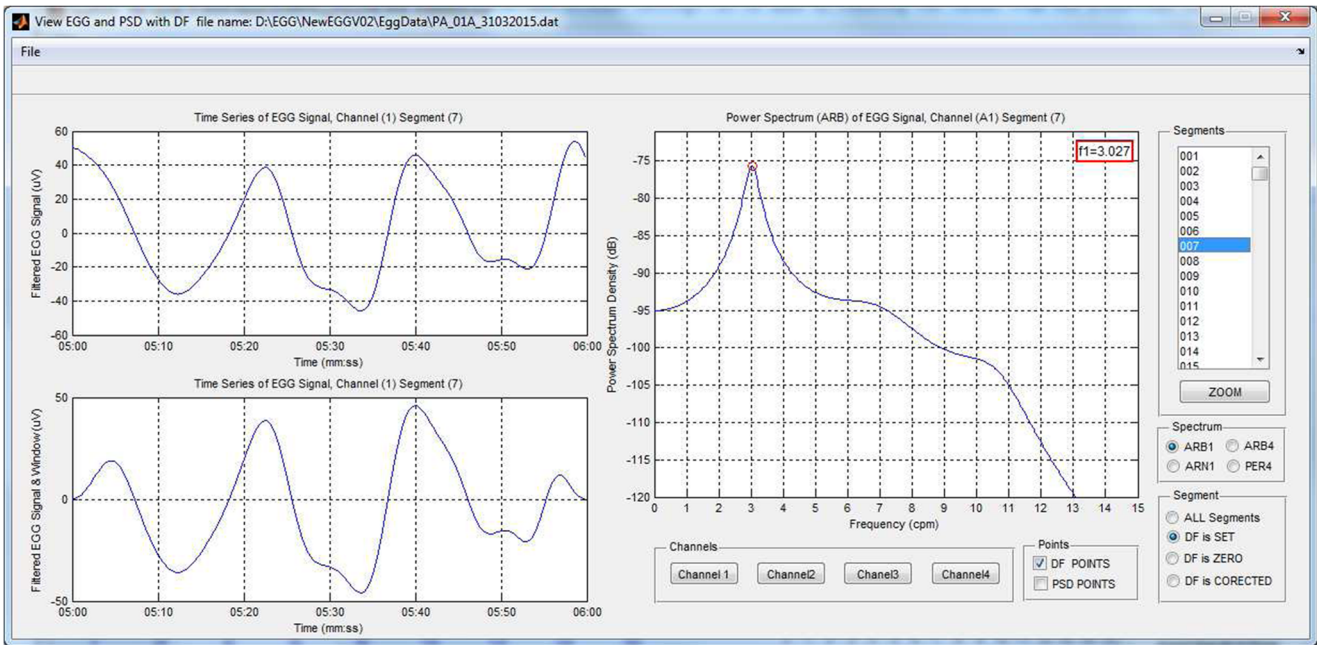 View EGG and PSD with DF file name: D:\EGG\NewEGGV02\EggData\PA_01A_31032015.dat
File
Time Series of EGG Signal, Channel (1) Segment (7)
Filtered EGG Signal (uV)
60
40
20
0
-20
-40
-60
05:00 05:10 05:20 05:30 05:40 05:50 06:00
Time (mm:ss)
Time Series of EGG Signal, Channel (1) Segment (7)
Filtered EGG Signal & Window (uV)
50
0
-50
05:00 05:10 05:20 05:30 05:40 05:50 06:00
Time (mm:ss)
Power Spectrum (ARB) of EGG Signal, Channel (A1) Segment (7)
f1=3.027
Power Spectrum Density (dB)
-75
-80
-85
-90
-95
-100
-105
-110
-115
-120
0 1 2 3 4 5 6 7 8 9 10 11 12 13 14 15
Frequency (cpm)
Channels
Channel 1 Channel2 Chanel3 Channel4
Points
DF POINTS
PSD POINTS
Segments
001
002
003
004
005
006
007
008
009
010
011
012
013
014
015
ZOOM
Spectrum
ARB1 ARB4
ARN1 PER4
Segment
ALL Segments
DF is SET
DF is ZERO
DF is CORECTED